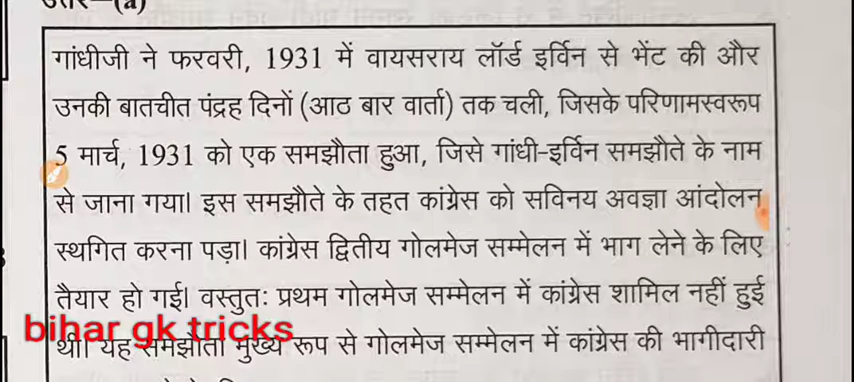 उत्तर—(a)
गांधीजी ने फरवरी, 1931 में वायसराय लॉर्ड इर्विन से भेंट की और
उनकी बातचीत पंद्रह दिनों (आठ बार वार्ता) तक चली, जिसके परिणामस्वरूप
5 मार्च, 1931 को एक समझौता हुआ, जिसे गांधी-इर्विन समझौते के नाम
से जाना गया। इस समझौते के तहत कांग्रेस को सविनय अवज्ञा आंदोलन
स्थगित करना पड़ा। कांग्रेस द्वितीय गोलमेज सम्मेलन में भाग लेने के लिए
तैयार हो गई। वस्तुतः प्रथम गोलमेज सम्मेलन में कांग्रेस शामिल नहीं हुई
bihar gk tricks
थी। यह समझौता मुख्य रूप से गोलमेज सम्मेलन में कांग्रेस की भागीदारी